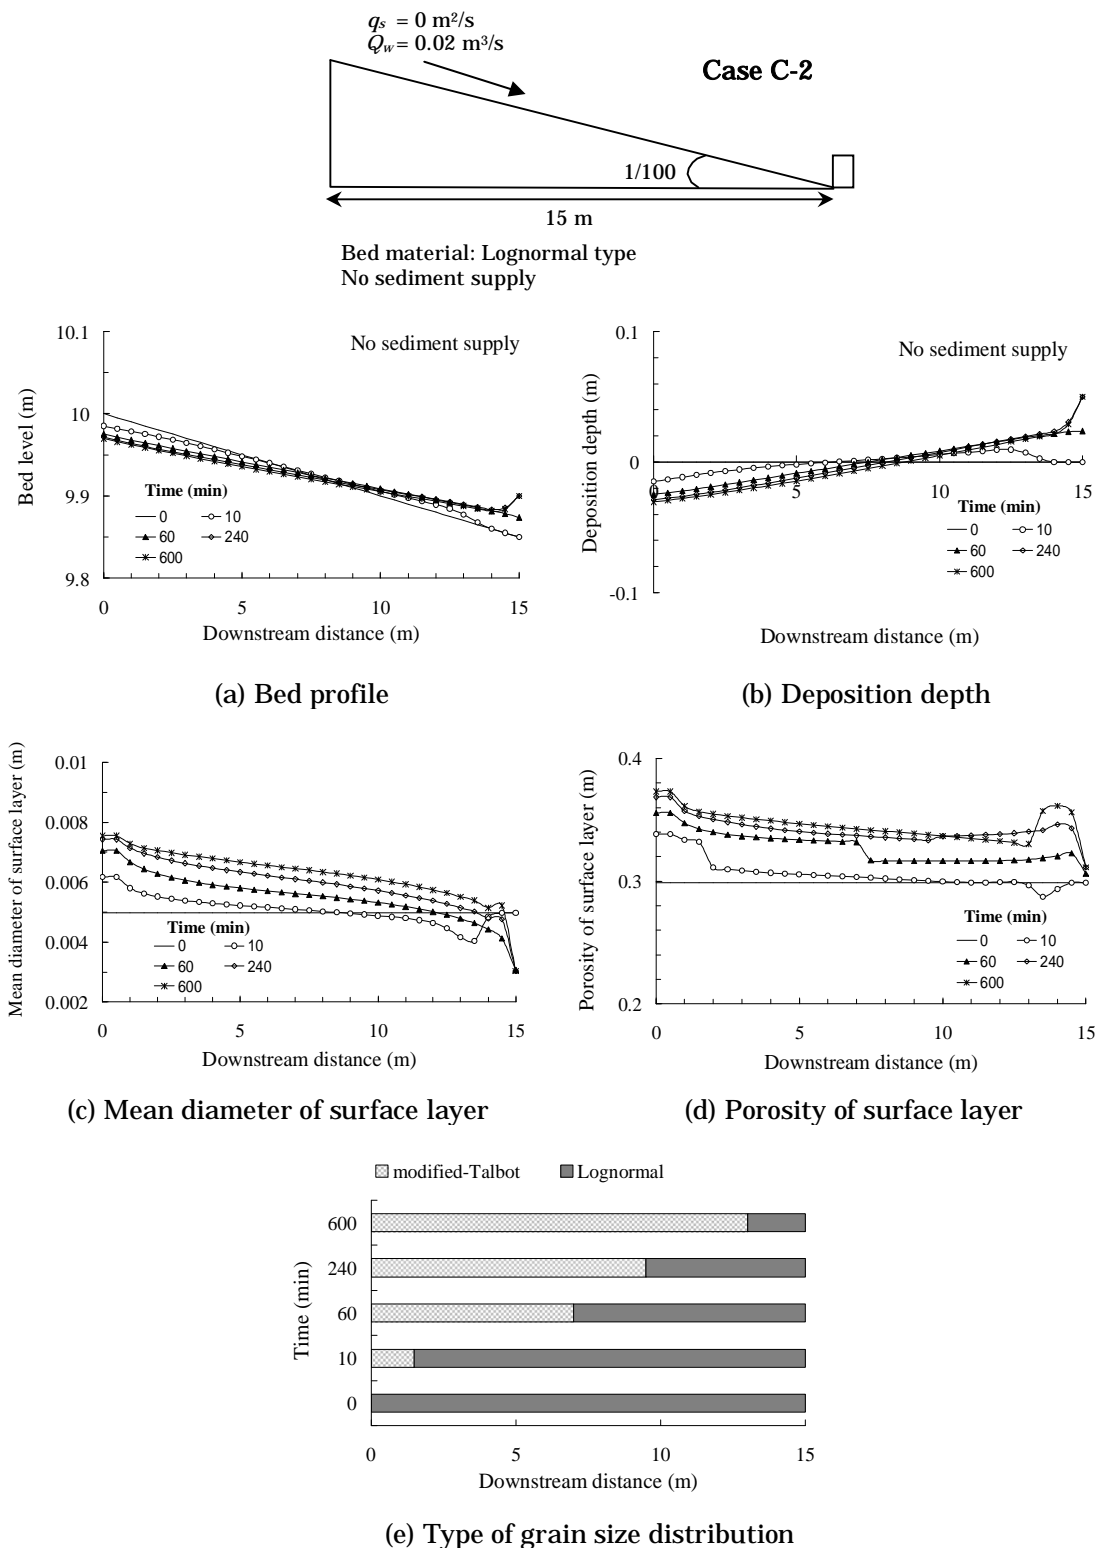 qs = 0 m²/s
Qw = 0.02 m³/s
Case C-2
1/100
15 m
Bed material: Lognormal type
No sediment supply
10.1
10
9.9
9.8
Bed level (m)
No sediment supply
Time (min)
0 10
60 240
600
0 5 10 15
Downstream distance (m)
(a) Bed profile
0.1
0
-0.1
Deposition depth (m)
No sediment supply
0 5 10 15
Time (min)
0 10
60 240
600
Downstream distance (m)
(b) Deposition depth
0.01
0.008
0.006
0.004
0.002
Mean diameter of surface layer (m)
Time (min)
0 10
60 240
600
0 5 10 15
Downstream distance (m)
(c) Mean diameter of surface layer
0.4
0.3
0.2
Porosity of surface layer (m)
Time (min)
0 10
60 240
600
0 5 10 15
Downstream distance (m)
(d) Porosity of surface layer
modified-Talbot Lognormal
600
240
60
10
0
Time (min)
0 5 10 15
Downstream distance (m)
(e) Type of grain size distribution